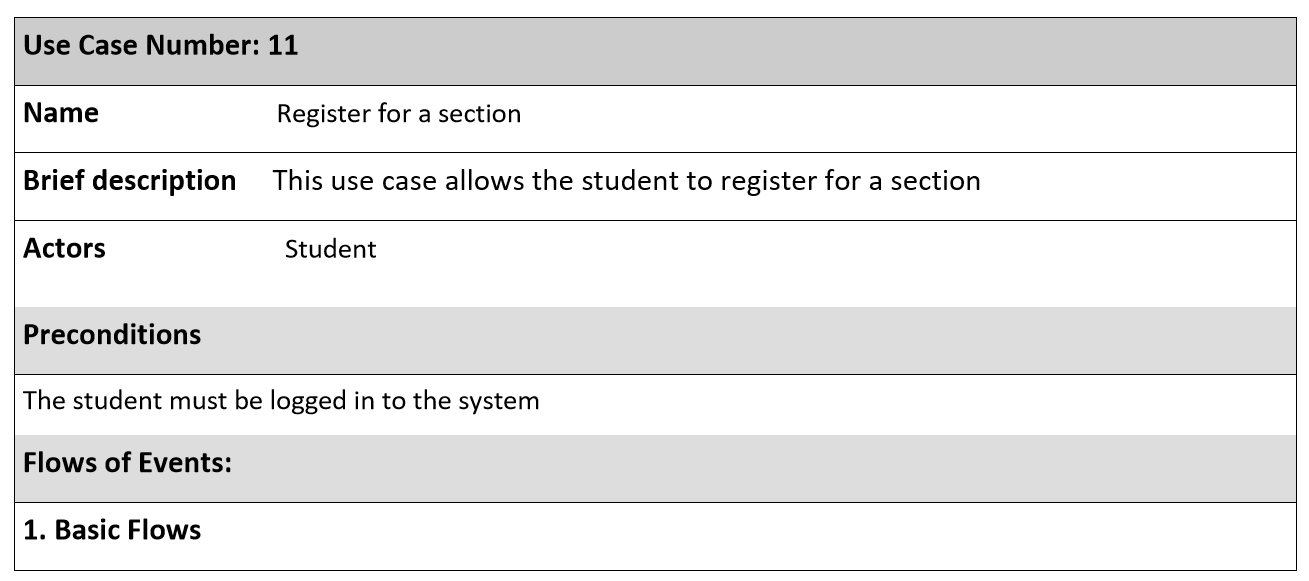 Use Case Number: 11
Name Register for a section
Brief description This use case allows the student to register for a section
Actors Student
Preconditions
The student must be logged in to the system
Flows of Events:
1. Basic Flows